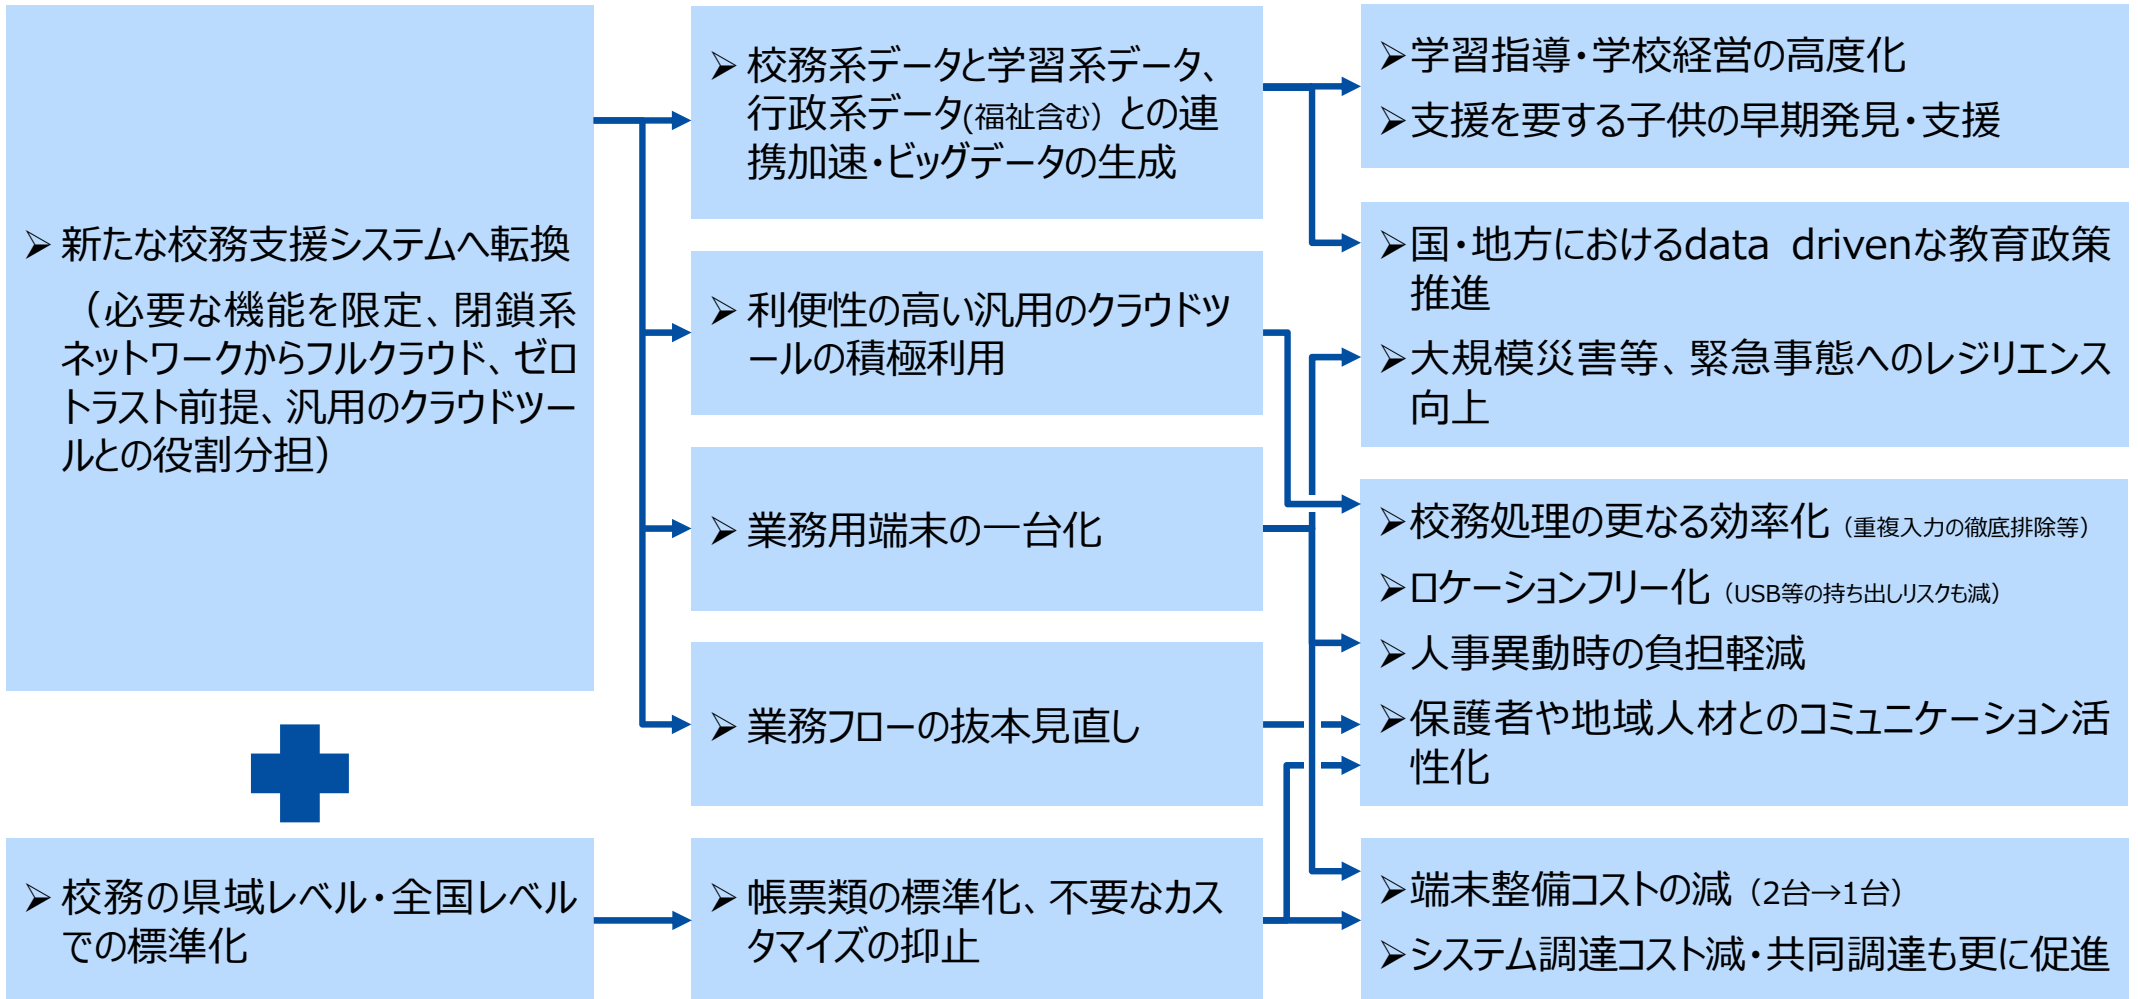 ➢ 新たな校務支援システムへ転換
（必要な機能を限定、閉鎖系
ネットワークからフルクラウド、ゼロ
トラスト前提、汎用のクラウドツー
ルとの役割分担）
➢ 校務の県域レベル・全国レベル
での標準化
➢ 校務系データと学習系データ、
行政系データ(福祉含む）との連
携加速・ビッグデータの生成
➢ 利便性の高い汎用のクラウドツ
ールの積極利用
➢ 業務用端末の一台化
➢ 業務フローの抜本見直し
➢ 帳票類の標準化、不要なカス
タマイズの抑止
➢学習指導・学校経営の高度化
➢支援を要する子供の早期発見・支援
➢国・地方におけるdata drivenな教育政策
推進
➢大規模災害等、緊急事態へのレジリエンス
向上
➢校務処理の更なる効率化（重複入力の徹底排除等）
➢ロケーションフリー化（USB等の持ち出しリスクも減）
➢人事異動時の負担軽減
➢保護者や地域人材とのコミュニケーション活
性化
➢端末整備コストの減（2台→1台）
➢システム調達コスト減・共同調達も更に促進